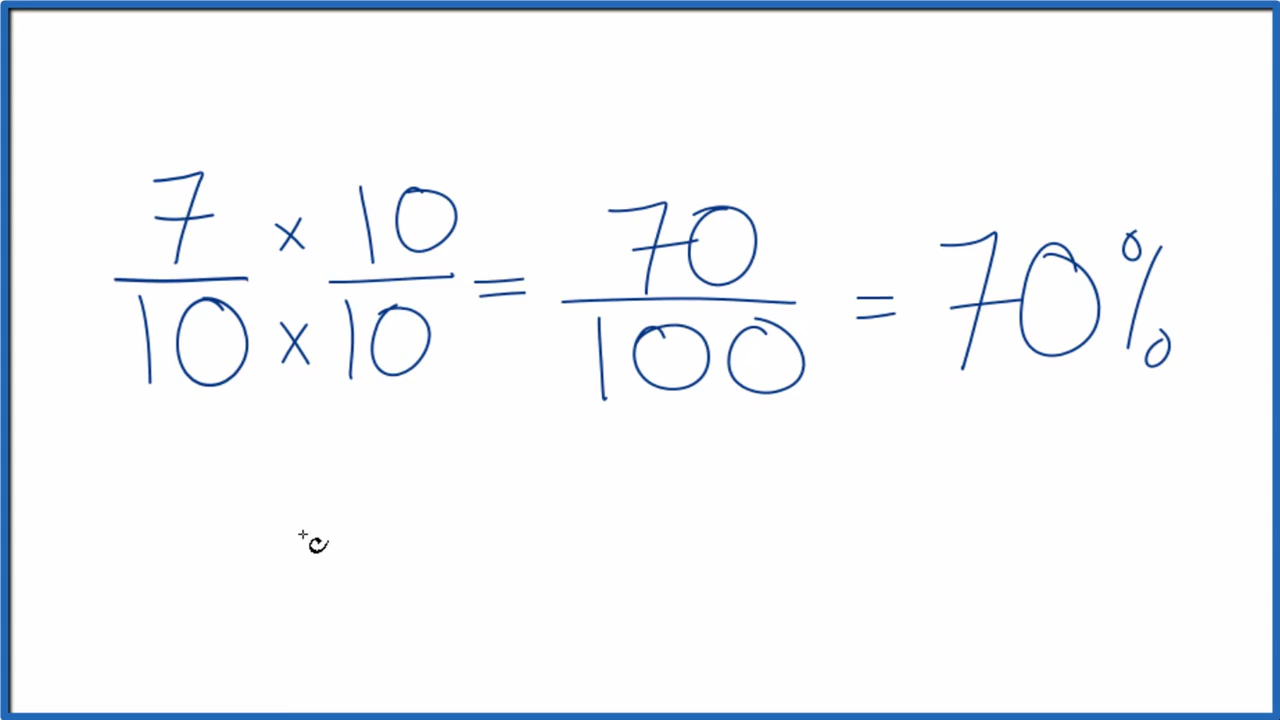 7/10 × 10/10 = 70/100 = 70%